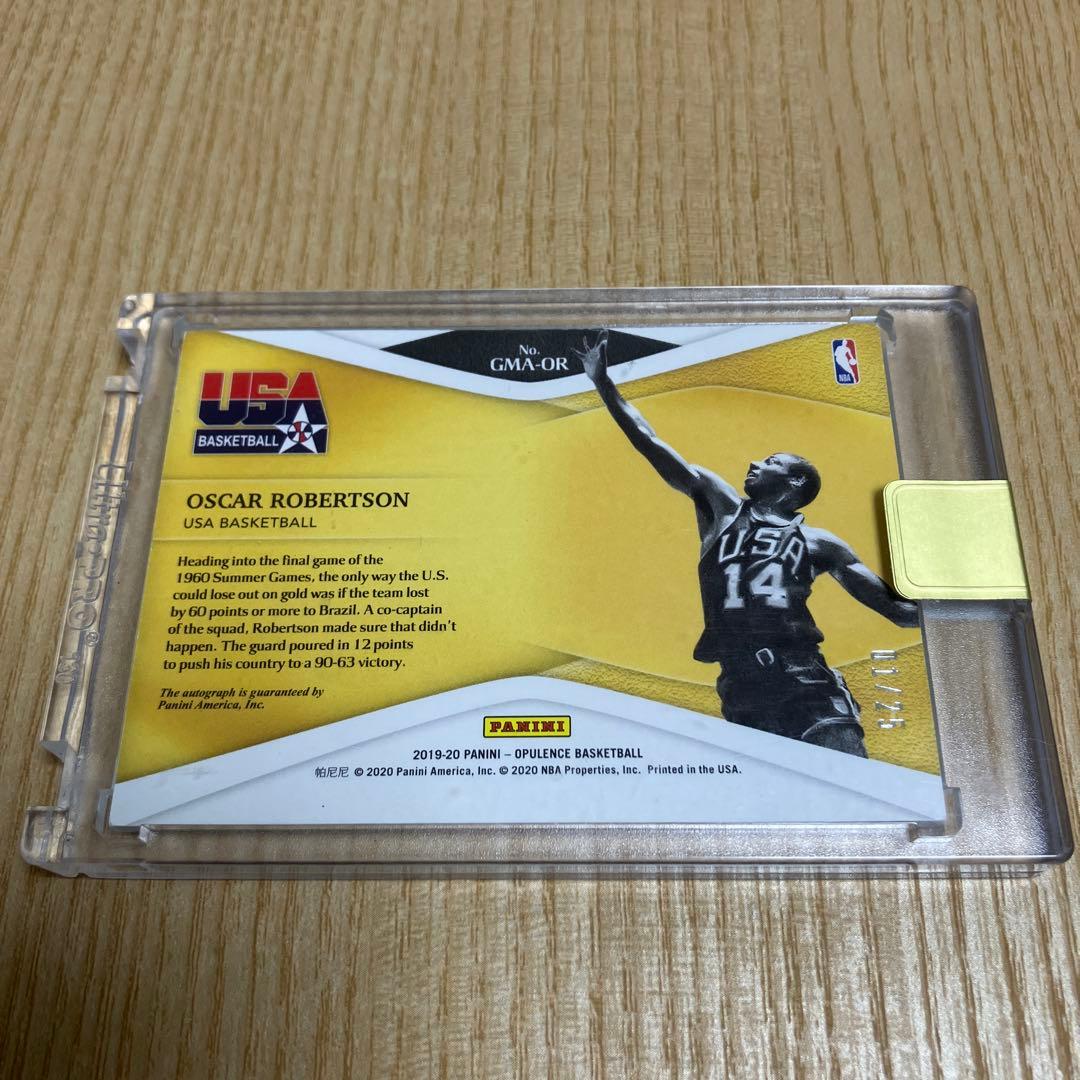 No.
GMA-OR
NBA
USA
BASKETBALL
OSCAR ROBERTSON
USA BASKETBALL
Heading into the final game of the
1960 Summer Games, the only way the U.S.
could lose out on gold was if the team lost
by 60 points or more to Brazil. A co-captain
of the squad, Robertson made sure that didn't
happen. The guard poured in 12 points
to push his country to a 90-63 victory.
The autograph is guaranteed by
Panini America, Inc.
U.S.A
14
01/25
PANINI
2019-20 PANINI – OPULENCE BASKETBALL
帕尼尼 © 2020 Panini America, Inc. © 2020 NBA Properties, Inc. Printed in the USA.
Ultra PRO®